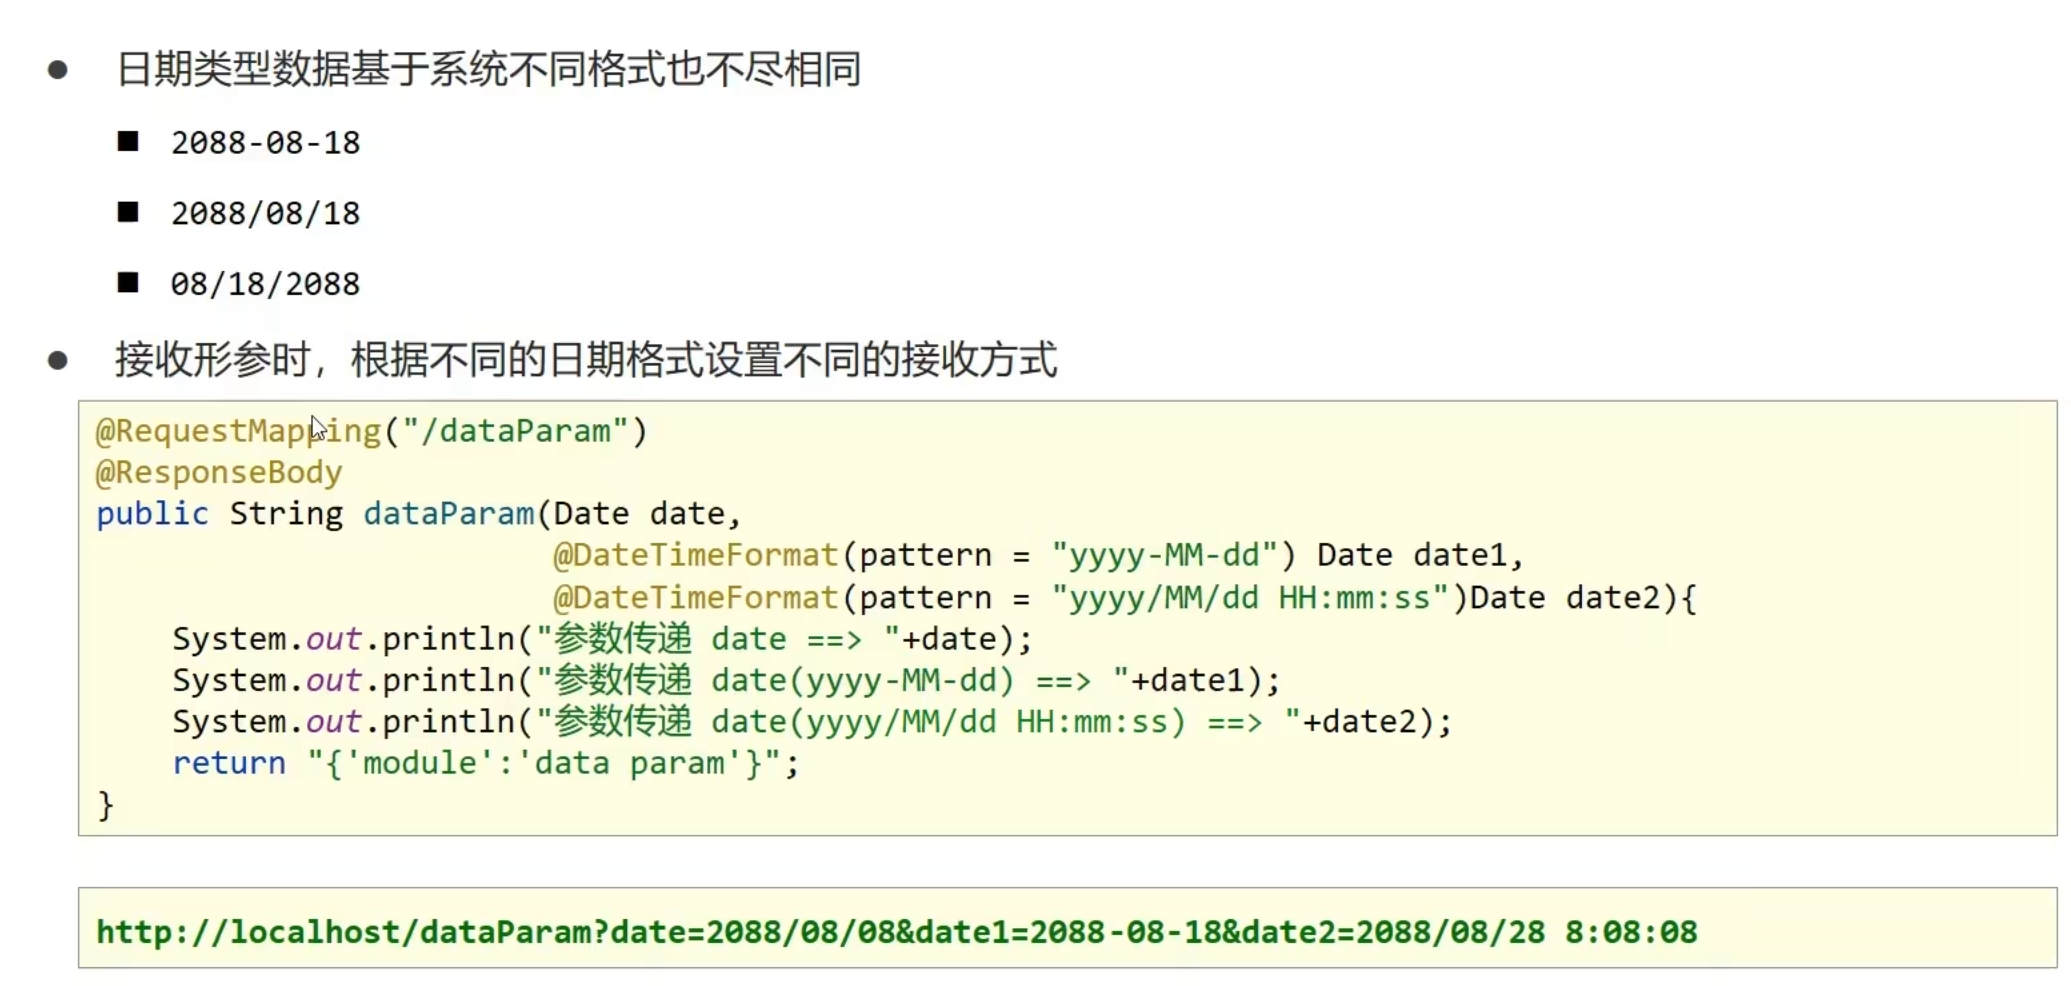 ● 日期类型数据基于系统不同格式也不尽相同
■ 2088-08-18
■ 2088/08/18
■ 08/18/2088
● 接收形参时，根据不同的日期格式设置不同的接收方式
@RequestMapping("/dataParam")
@ResponseBody
public String dataParam(Date date,
@DateTimeFormat(pattern = "yyyy-MM-dd") Date date1,
@DateTimeFormat(pattern = "yyyy/MM/dd HH:mm:ss")Date date2){
System.out.println("参数传递 date ==> "+date);
System.out.println("参数传递 date(yyyy-MM-dd) ==> "+date1);
System.out.println("参数传递 date(yyyy/MM/dd HH:mm:ss) ==> "+date2);
return "{'module':'data param'}";
}
http://localhost/dataParam?date=2088/08/08&date1=2088-08-18&date2=2088/08/28 8:08:08